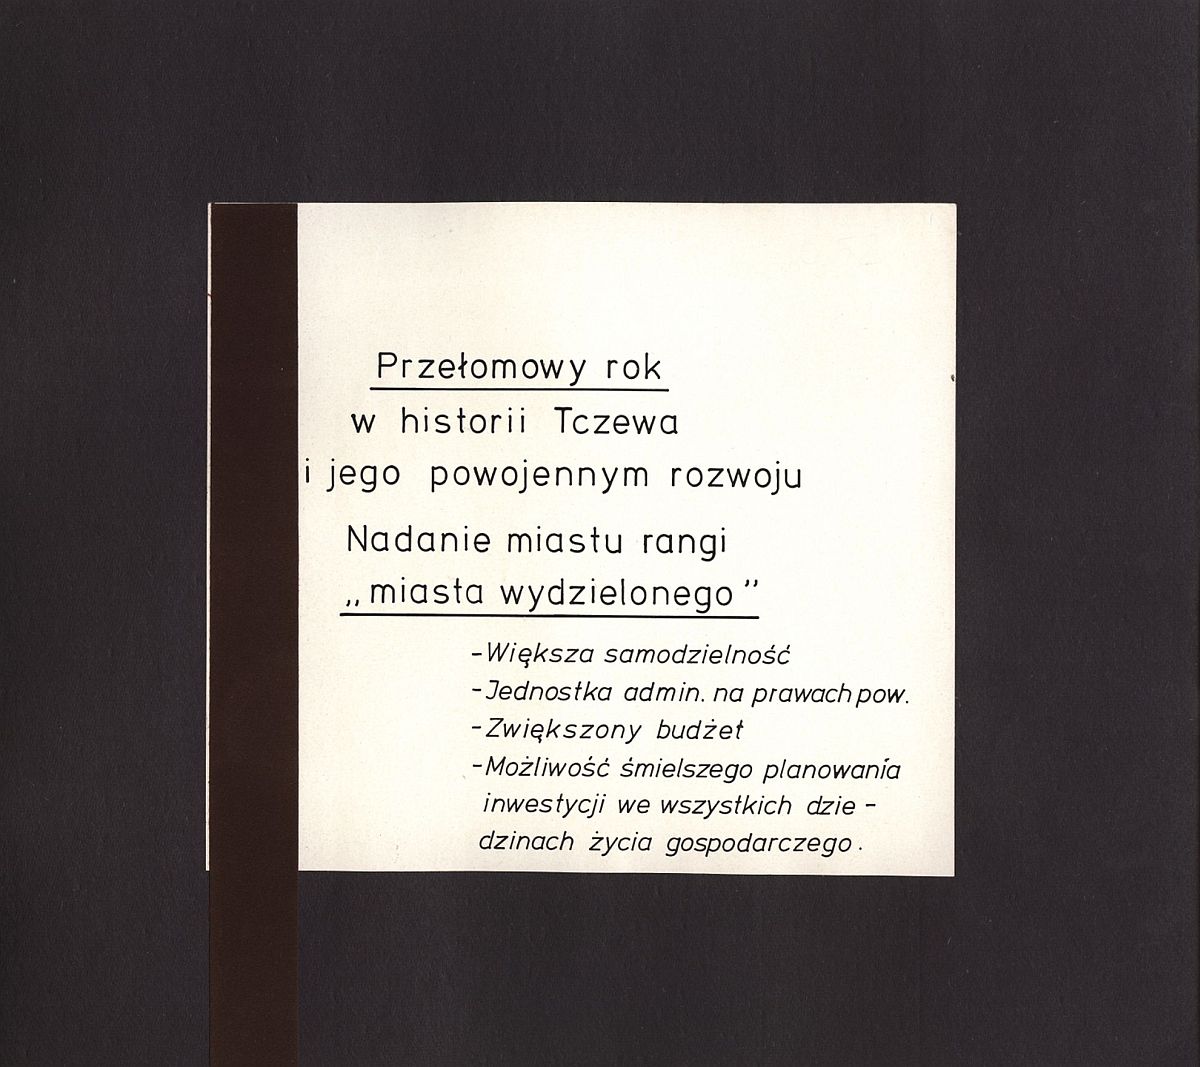 Przełomowy rok
w historii Tczewa
i jego powojennym rozwoju
Nadanie miastu rangi
„miasta wydzielonego”
-Większa samodzielność
-Jednostka admin. na prawach pow.
-Zwiększony budżet
-Możliwość śmielszego planowania
inwestycji we wszystkich dzie-
dzinach życia gospodarczego.